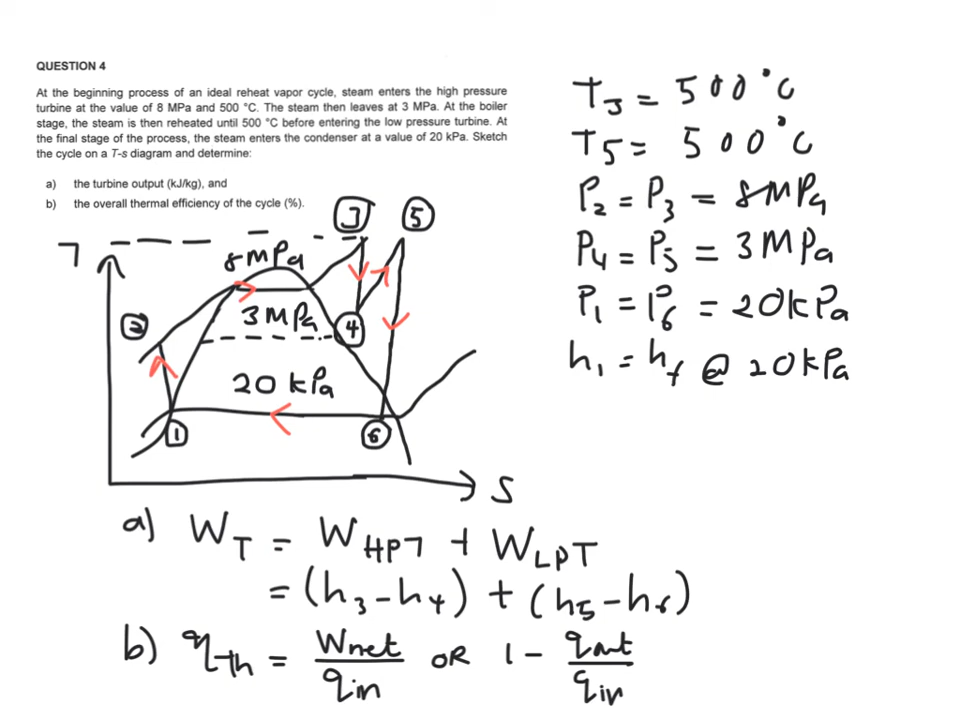 QUESTION 4
At the beginning process of an ideal reheat vapor cycle, steam enters the high pressure
turbine at the value of 8 MPa and 500 °C. The steam then leaves at 3 MPa. At the boiler
stage, the steam is then reheated until 500 °C before entering the low pressure turbine. At
the final stage of the process, the steam enters the condenser at a value of 20 kPa. Sketch
the cycle on a T-s diagram and determine:
a) the turbine output (kJ/kg), and
b) the overall thermal efficiency of the cycle (%).
T₃ = 500°C
T5 = 500°C
P₂ = P₃ = 8MPa
P₄ = P₅ = 3MPa
P₁ = P₆ = 20kPa
h₁ = hf @ 20kPa
T
3
5
8MPa
2
3MPa
4
20 kPa
1
6
S
a) W_T = W_HPT + W_LPT
= (h₃-h₄) + (h₅-h₆)
b) η_th = Wnet/qin OR 1 - qout/qin